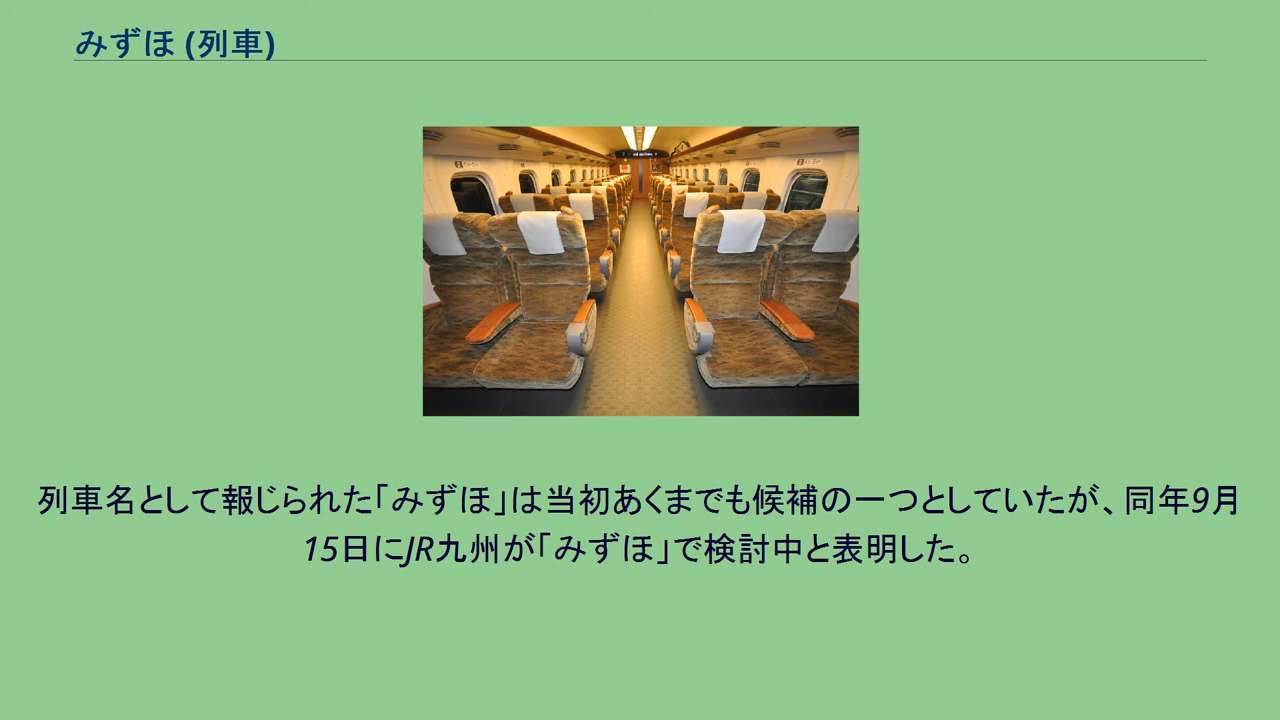 みずほ (列車)
列車名として報じられた「みずほ」は当初あくまでも候補の一つとしていたが、同年9月
15日にJR九州が「みずほ」で検討中と表明した。